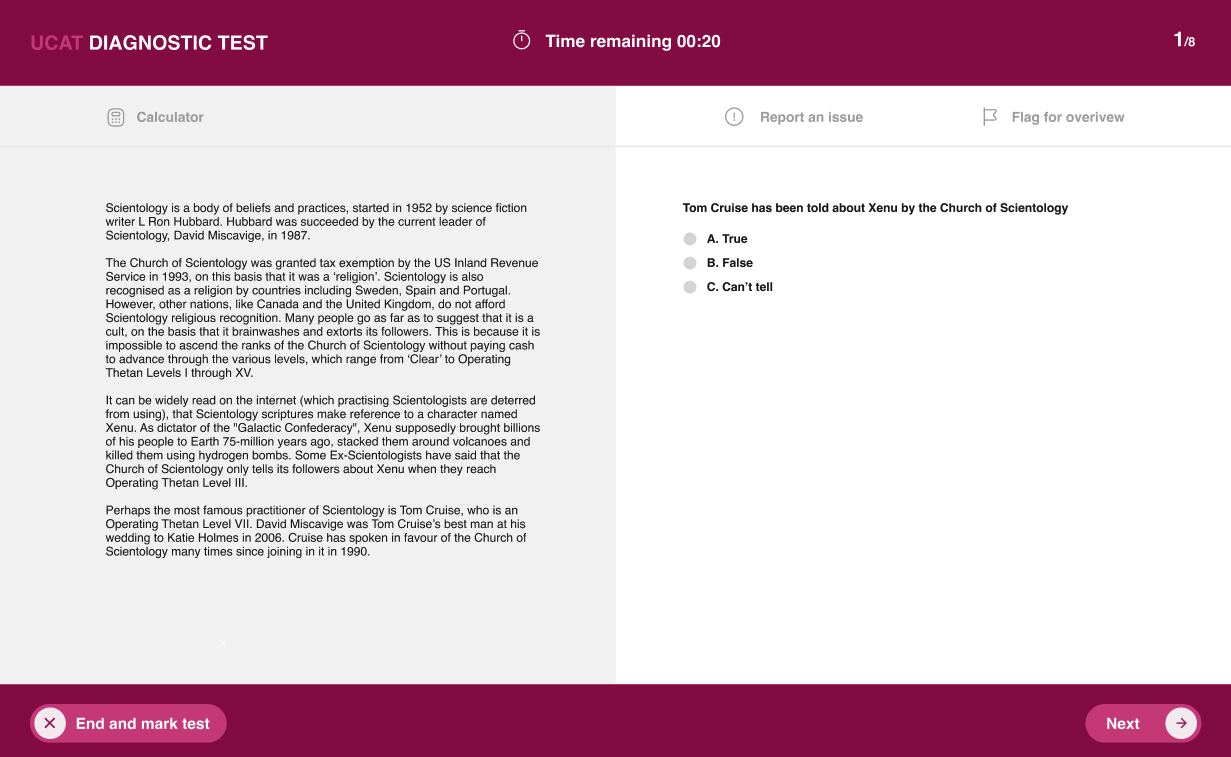 UCAT DIAGNOSTIC TEST
Time remaining 00:20
1/8
Calculator
Report an issue
Flag for overivew
Scientology is a body of beliefs and practices, started in 1952 by science fiction
writer L Ron Hubbard. Hubbard was succeeded by the current leader of
Scientology, David Miscavige, in 1987.
The Church of Scientology was granted tax exemption by the US Inland Revenue
Service in 1993, on this basis that it was a ‘religion’. Scientology is also
recognised as a religion by countries including Sweden, Spain and Portugal.
However, other nations, like Canada and the United Kingdom, do not afford
Scientology religious recognition. Many people go as far as to suggest that it is a
cult, on the basis that it brainwashes and extorts its followers. This is because it is
impossible to ascend the ranks of the Church of Scientology without paying cash
to advance through the various levels, which range from ‘Clear’ to Operating
Thetan Levels I through XV.
It can be widely read on the internet (which practising Scientologists are deterred
from using), that Scientology scriptures make reference to a character named
Xenu. As dictator of the "Galactic Confederacy", Xenu supposedly brought billions
of his people to Earth 75-million years ago, stacked them around volcanoes and
killed them using hydrogen bombs. Some Ex-Scientologists have said that the
Church of Scientology only tells its followers about Xenu when they reach
Operating Thetan Level III.
Perhaps the most famous practitioner of Scientology is Tom Cruise, who is an
Operating Thetan Level VII. David Miscavige was Tom Cruise’s best man at his
wedding to Katie Holmes in 2006. Cruise has spoken in favour of the Church of
Scientology many times since joining in it in 1990.
Tom Cruise has been told about Xenu by the Church of Scientology
A. True
B. False
C. Can’t tell
End and mark test
Next